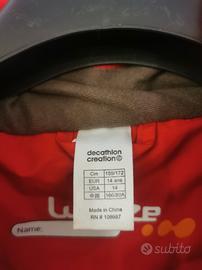 decathlon
creation©
Cm 159/172
EUR 14 ans
USA 14
Made in China
RN # 108687
Name:
subito